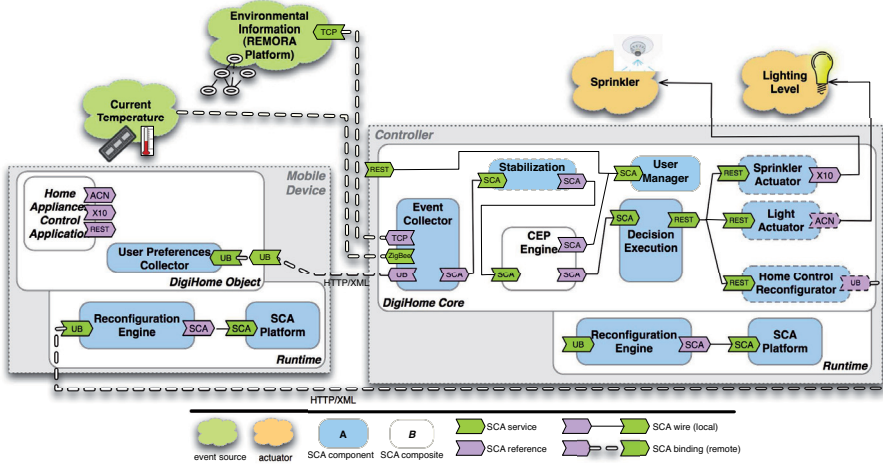 Environmental
Information
(REMORA
Platform)
TCP
Current
Temperature
Sprinkler
Lighting
Level
Controller
Mobile
Device
Home
Appliance
Control
Application
ACN
X10
REST
User Preferences
Collector
UB
UB
DigiHome Object
UB
Reconfiguration
Engine
SCA
SCA
SCA
Platform
Runtime
HTTP/XML
HTTP/XML
REST
Event
Collector
TCP
ZigBee
UB
SCA
Stabilization
SCA
SCA
CEP
Engine
SCA
SCA
SCA
SCA
User
Manager
SCA
Decision
Execution
REST
REST
Sprinkler
Actuator
X10
REST
Light
Actuator
ACN
REST
Home Control
Reconfigurator
UB
DigiHome Core
UB
Reconfiguration
Engine
SCA
SCA
SCA
Platform
Runtime
event source
actuator
A
SCA component
B
SCA composite
SCA service
SCA reference
SCA wire (local)
SCA binding (remote)